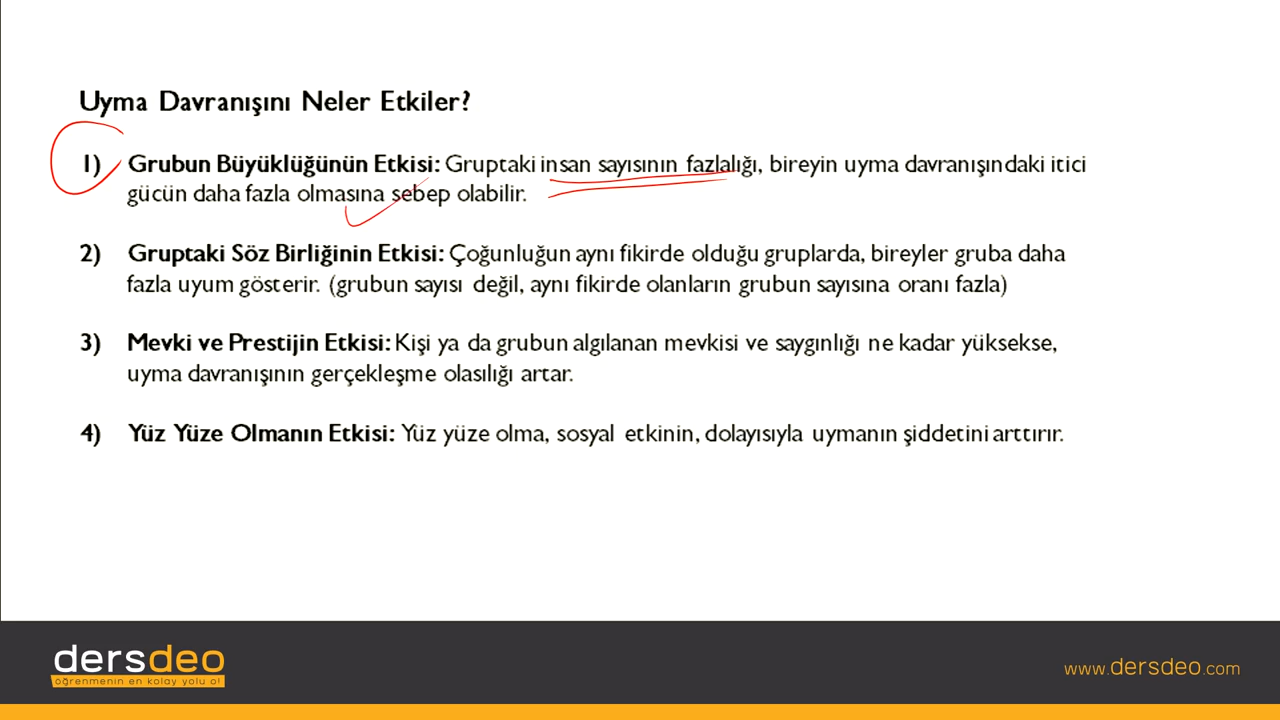 Uyma Davranışını Neler Etkiler?
1) Grubun Büyüklüğünün Etkisi: Gruptaki insan sayısının fazlalığı, bireyin uyma davranışındaki itici
gücün daha fazla olmasına sebep olabilir.
2) Gruptaki Söz Birliğinin Etkisi: Çoğunluğun aynı fikirde olduğu gruplarda, bireyler gruba daha
fazla uyum gösterir. (grubun sayısı değil, aynı fikirde olanların grubun sayısına oranı fazla)
3) Mevki ve Prestijin Etkisi: Kişi ya da grubun algılanan mevkisi ve saygınlığı ne kadar yüksekse,
uyma davranışının gerçekleşme olasılığı artar.
4) Yüz Yüze Olmanın Etkisi: Yüz yüze olma, sosyal etkinin, dolayısıyla uymanın şiddetini arttırır.
dersdeo
öğrenmenin en kolay yolu o!
www.dersdeo.com